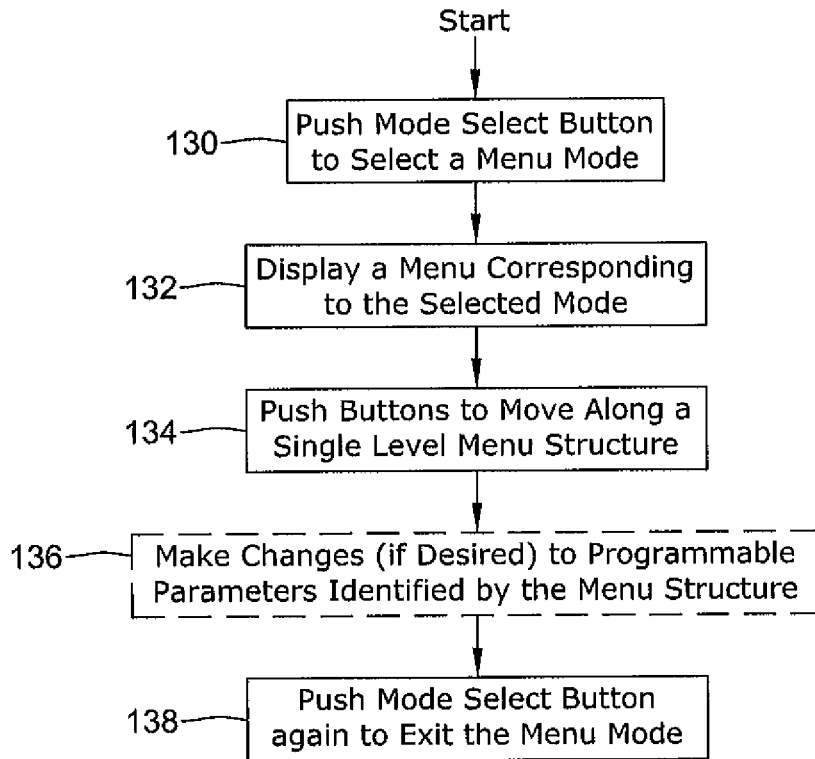 Start
130
Push Mode Select Button
to Select a Menu Mode
132
Display a Menu Corresponding
to the Selected Mode
134
Push Buttons to Move Along a
Single Level Menu Structure
136
Make Changes (if Desired) to Programmable
Parameters Identified by the Menu Structure
138
Push Mode Select Button
again to Exit the Menu Mode